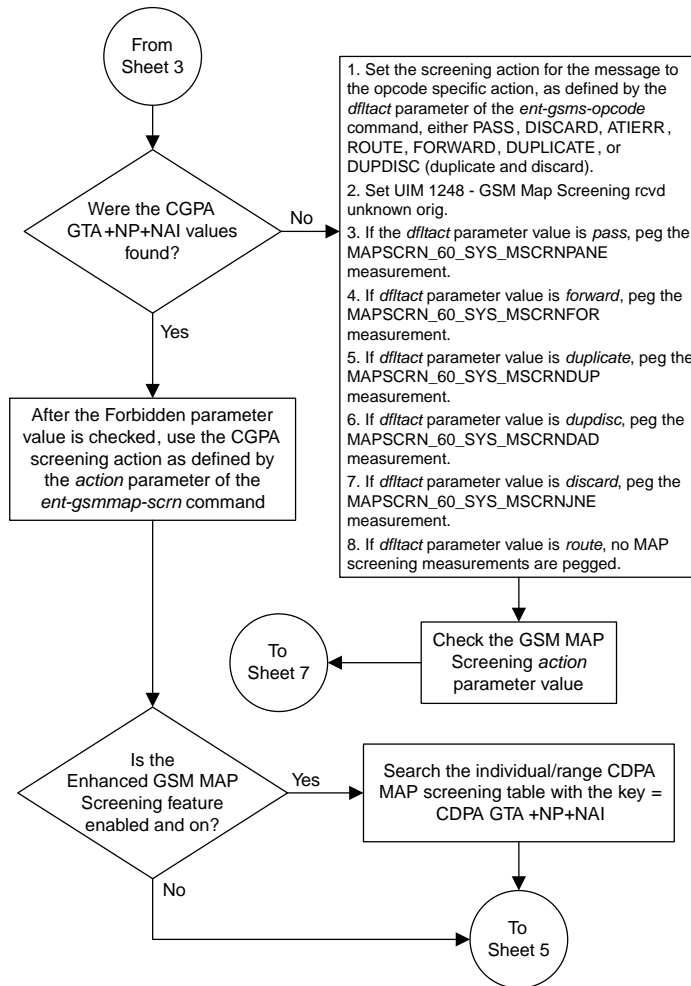 From
Sheet 3
Were the CGPA
GTA+NP+NAI values
found?
No
Yes
1. Set the screening action for the message to
the opcode specific action, as defined by the
dfltact parameter of the ent-gsms-opcode
command, either PASS, DISCARD, ATIERR,
ROUTE, FORWARD, DUPLICATE, or
DUPDISC (duplicate and discard).
2. Set UIM 1248 - GSM Map Screening rcvd
unknown orig.
3. If the dfltact parameter value is pass, peg the
MAPSCRN_60_SYS_MSCRNPANE
measurement.
4. If dfltact parameter value is forward, peg the
MAPSCRN_60_SYS_MSCRNFOR
measurement.
5. If dfltact parameter value is duplicate, peg the
MAPSCRN_60_SYS_MSCRNDUP
measurement.
6. If dfltact parameter value is dupdisc, peg the
MAPSCRN_60_SYS_MSCRNDAD
measurement.
7. If dfltact parameter value is discard, peg the
MAPSCRN_60_SYS_MSCRNJNE
measurement.
8. If dfltact parameter value is route, no MAP
screening measurements are pegged.
After the Forbidden parameter
value is checked, use the CGPA
screening action as defined by
the action parameter of the
ent-gsmmap-scrn command
Check the GSM MAP
Screening action
parameter value
To
Sheet 7
Is the
Enhanced GSM MAP
Screening feature
enabled and on?
Yes
No
Search the individual/range CDPA
MAP screening table with the key =
CDPA GTA +NP+NAI
To
Sheet 5